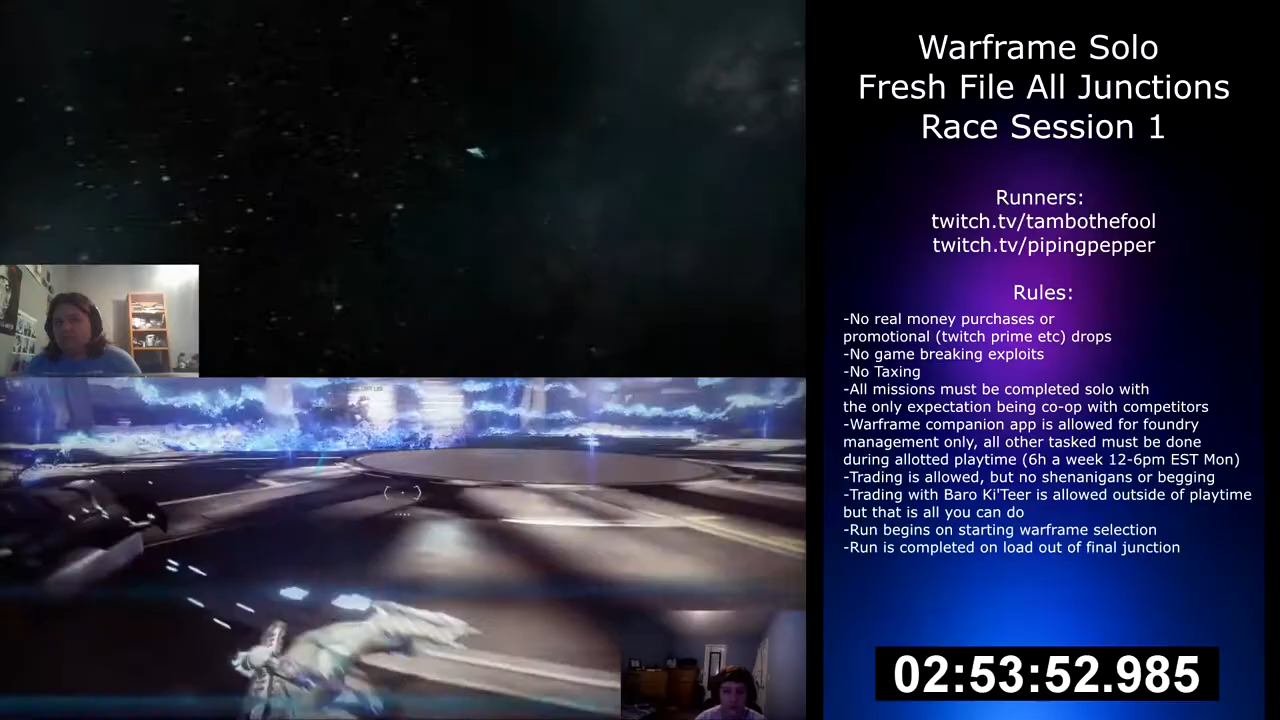 Warframe Solo
Fresh File All Junctions
Race Session 1
Runners:
twitch.tv/tambothefool
twitch.tv/pipingpepper
Rules:
-No real money purchases or
promotional (twitch prime etc) drops
-No game breaking exploits
-No Taxing
-All missions must be completed solo with
the only expectation being co-op with competitors
-Warframe companion app is allowed for foundry
management only, all other tasked must be done
during allotted playtime (6h a week 12-6pm EST Mon)
-Trading is allowed, but no shenanigans or begging
-Trading with Baro Ki'Teer is allowed outside of playtime
but that is all you can do
-Run begins on starting warframe selection
-Run is completed on load out of final junction
02:53:52.985